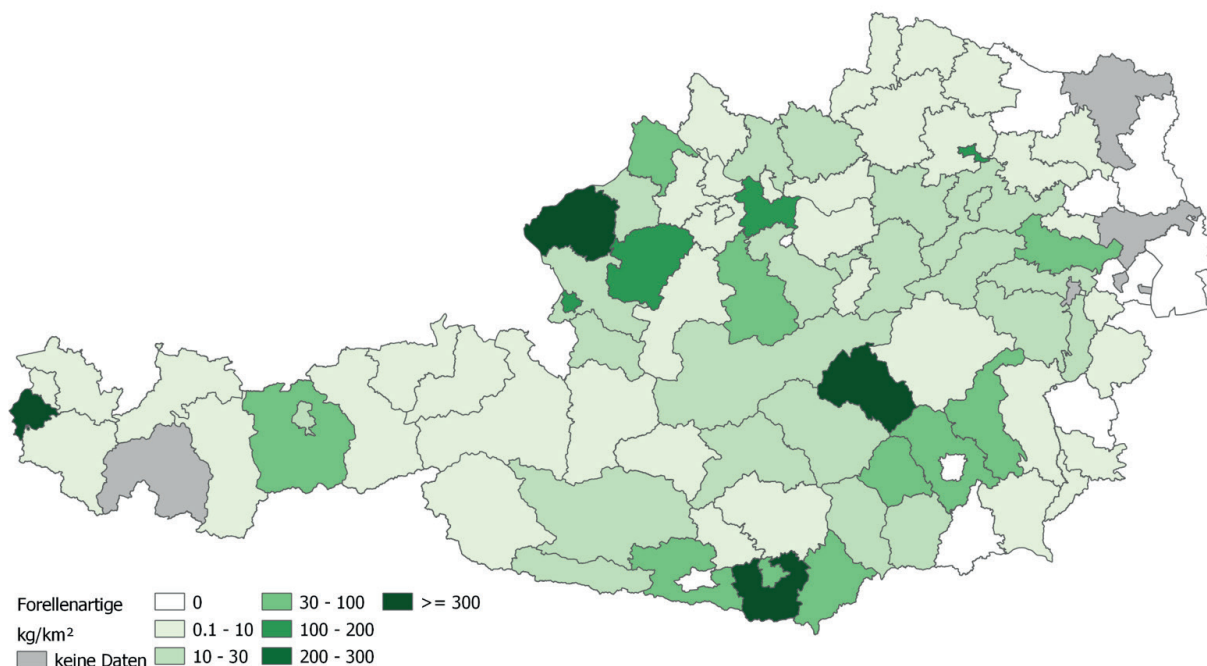 Forellenartige 0 30 - 100 >= 300
kg/km² 0.1 - 10 100 - 200
keine Daten 10 - 30 200 - 300